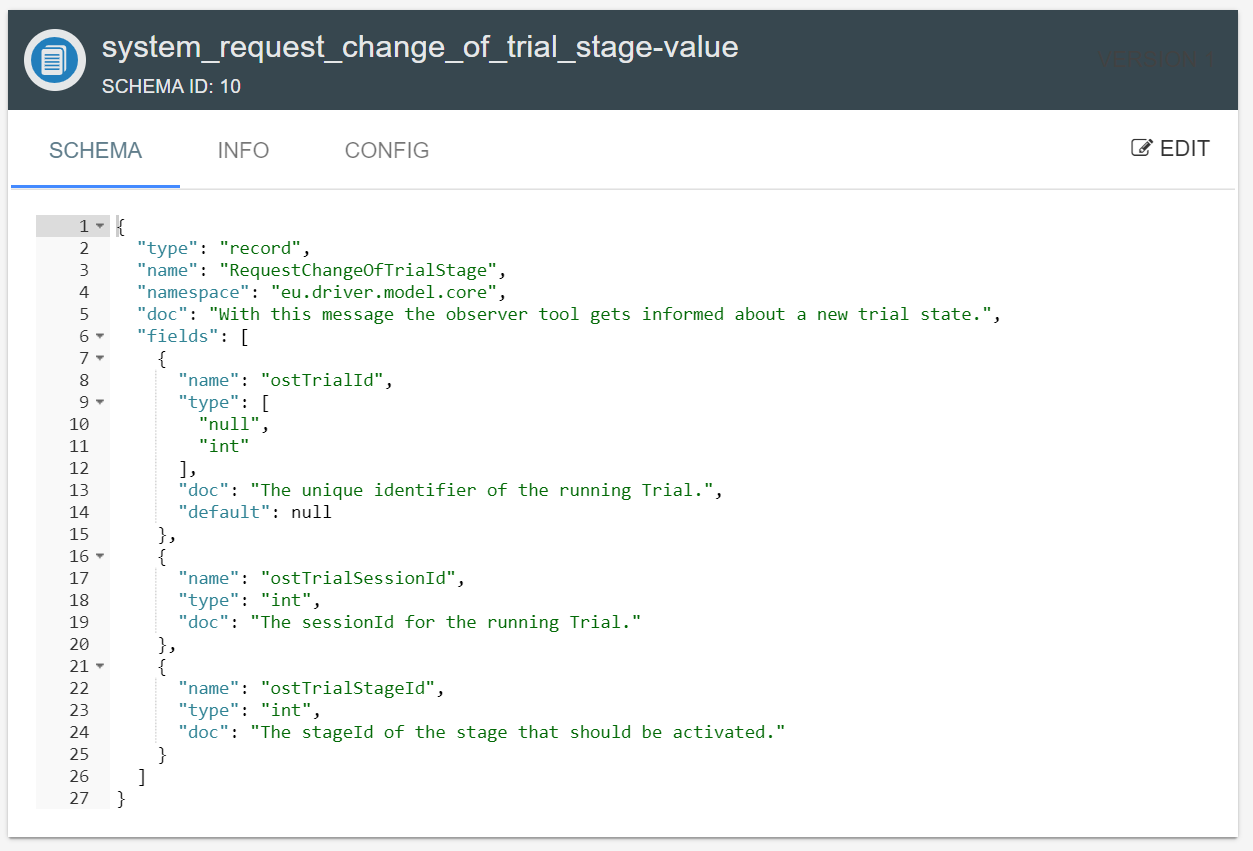 system_request_change_of_trial_stage-value
SCHEMA ID: 10
SCHEMA INFO CONFIG EDIT
1 {
2 "type": "record",
3 "name": "RequestChangeOfTrialStage",
4 "namespace": "eu.driver.model.core",
5 "doc": "With this message the observer tool gets informed about a new trial state.",
6 "fields": [
7 {
8 "name": "ostTrialId",
9 "type": [
10 "null",
11 "int"
12 ],
13 "doc": "The unique identifier of the running Trial.",
14 "default": null
15 },
16 {
17 "name": "ostTrialSessionId",
18 "type": "int",
19 "doc": "The sessionId for the running Trial."
20 },
21 {
22 "name": "ostTrialStageId",
23 "type": "int",
24 "doc": "The stageId of the stage that should be activated."
25 }
26 ]
27 }